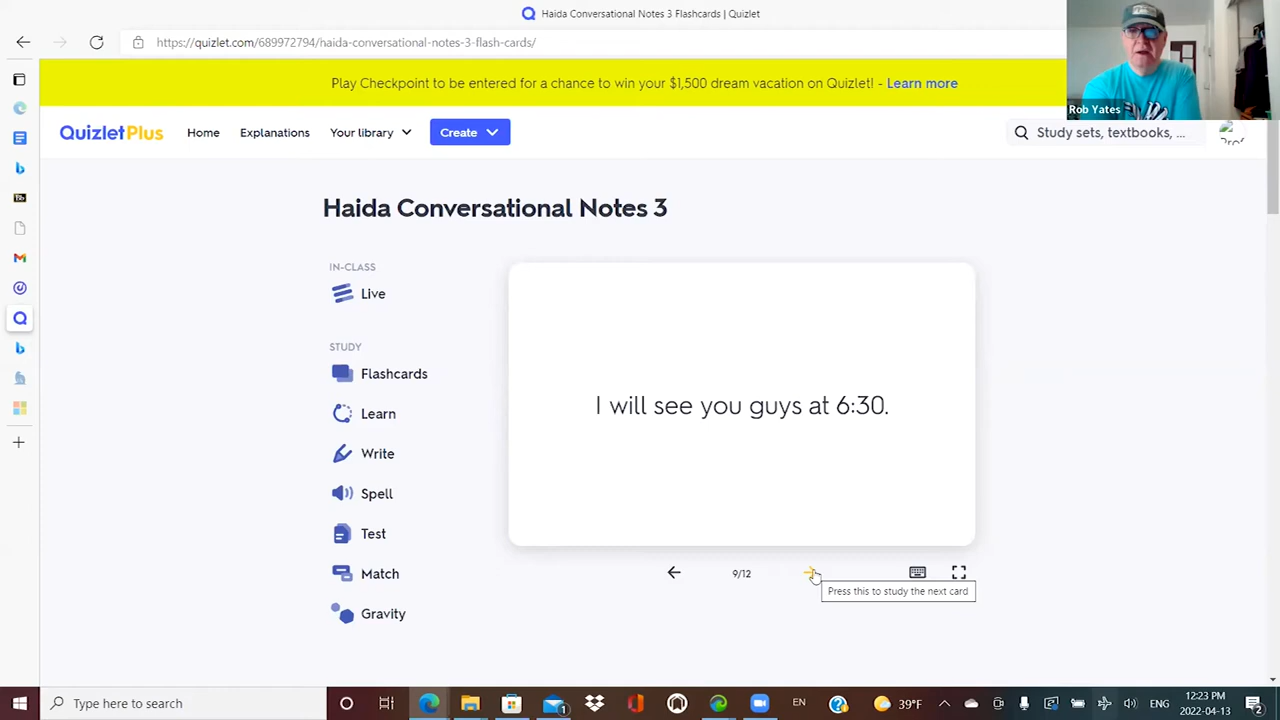 Haida Conversational Notes 3 Flashcards | Quizlet
https://quizlet.com/689972794/haida-conversational-notes-3-flash-cards/
Rob Yates
Play Checkpoint to be entered for a chance to win your $1,500 dream vacation on Quizlet! - Learn more
QuizletPlus Home Explanations Your library Create Study sets, textbooks, ...
Haida Conversational Notes 3
IN-CLASS
Live
STUDY
Flashcards
Learn
Write
Spell
Test
Match
Gravity
I will see you guys at 6:30.
9/12
Press this to study the next card
Type here to search
EN
39°F
ENG
12:23 PM
2022-04-13